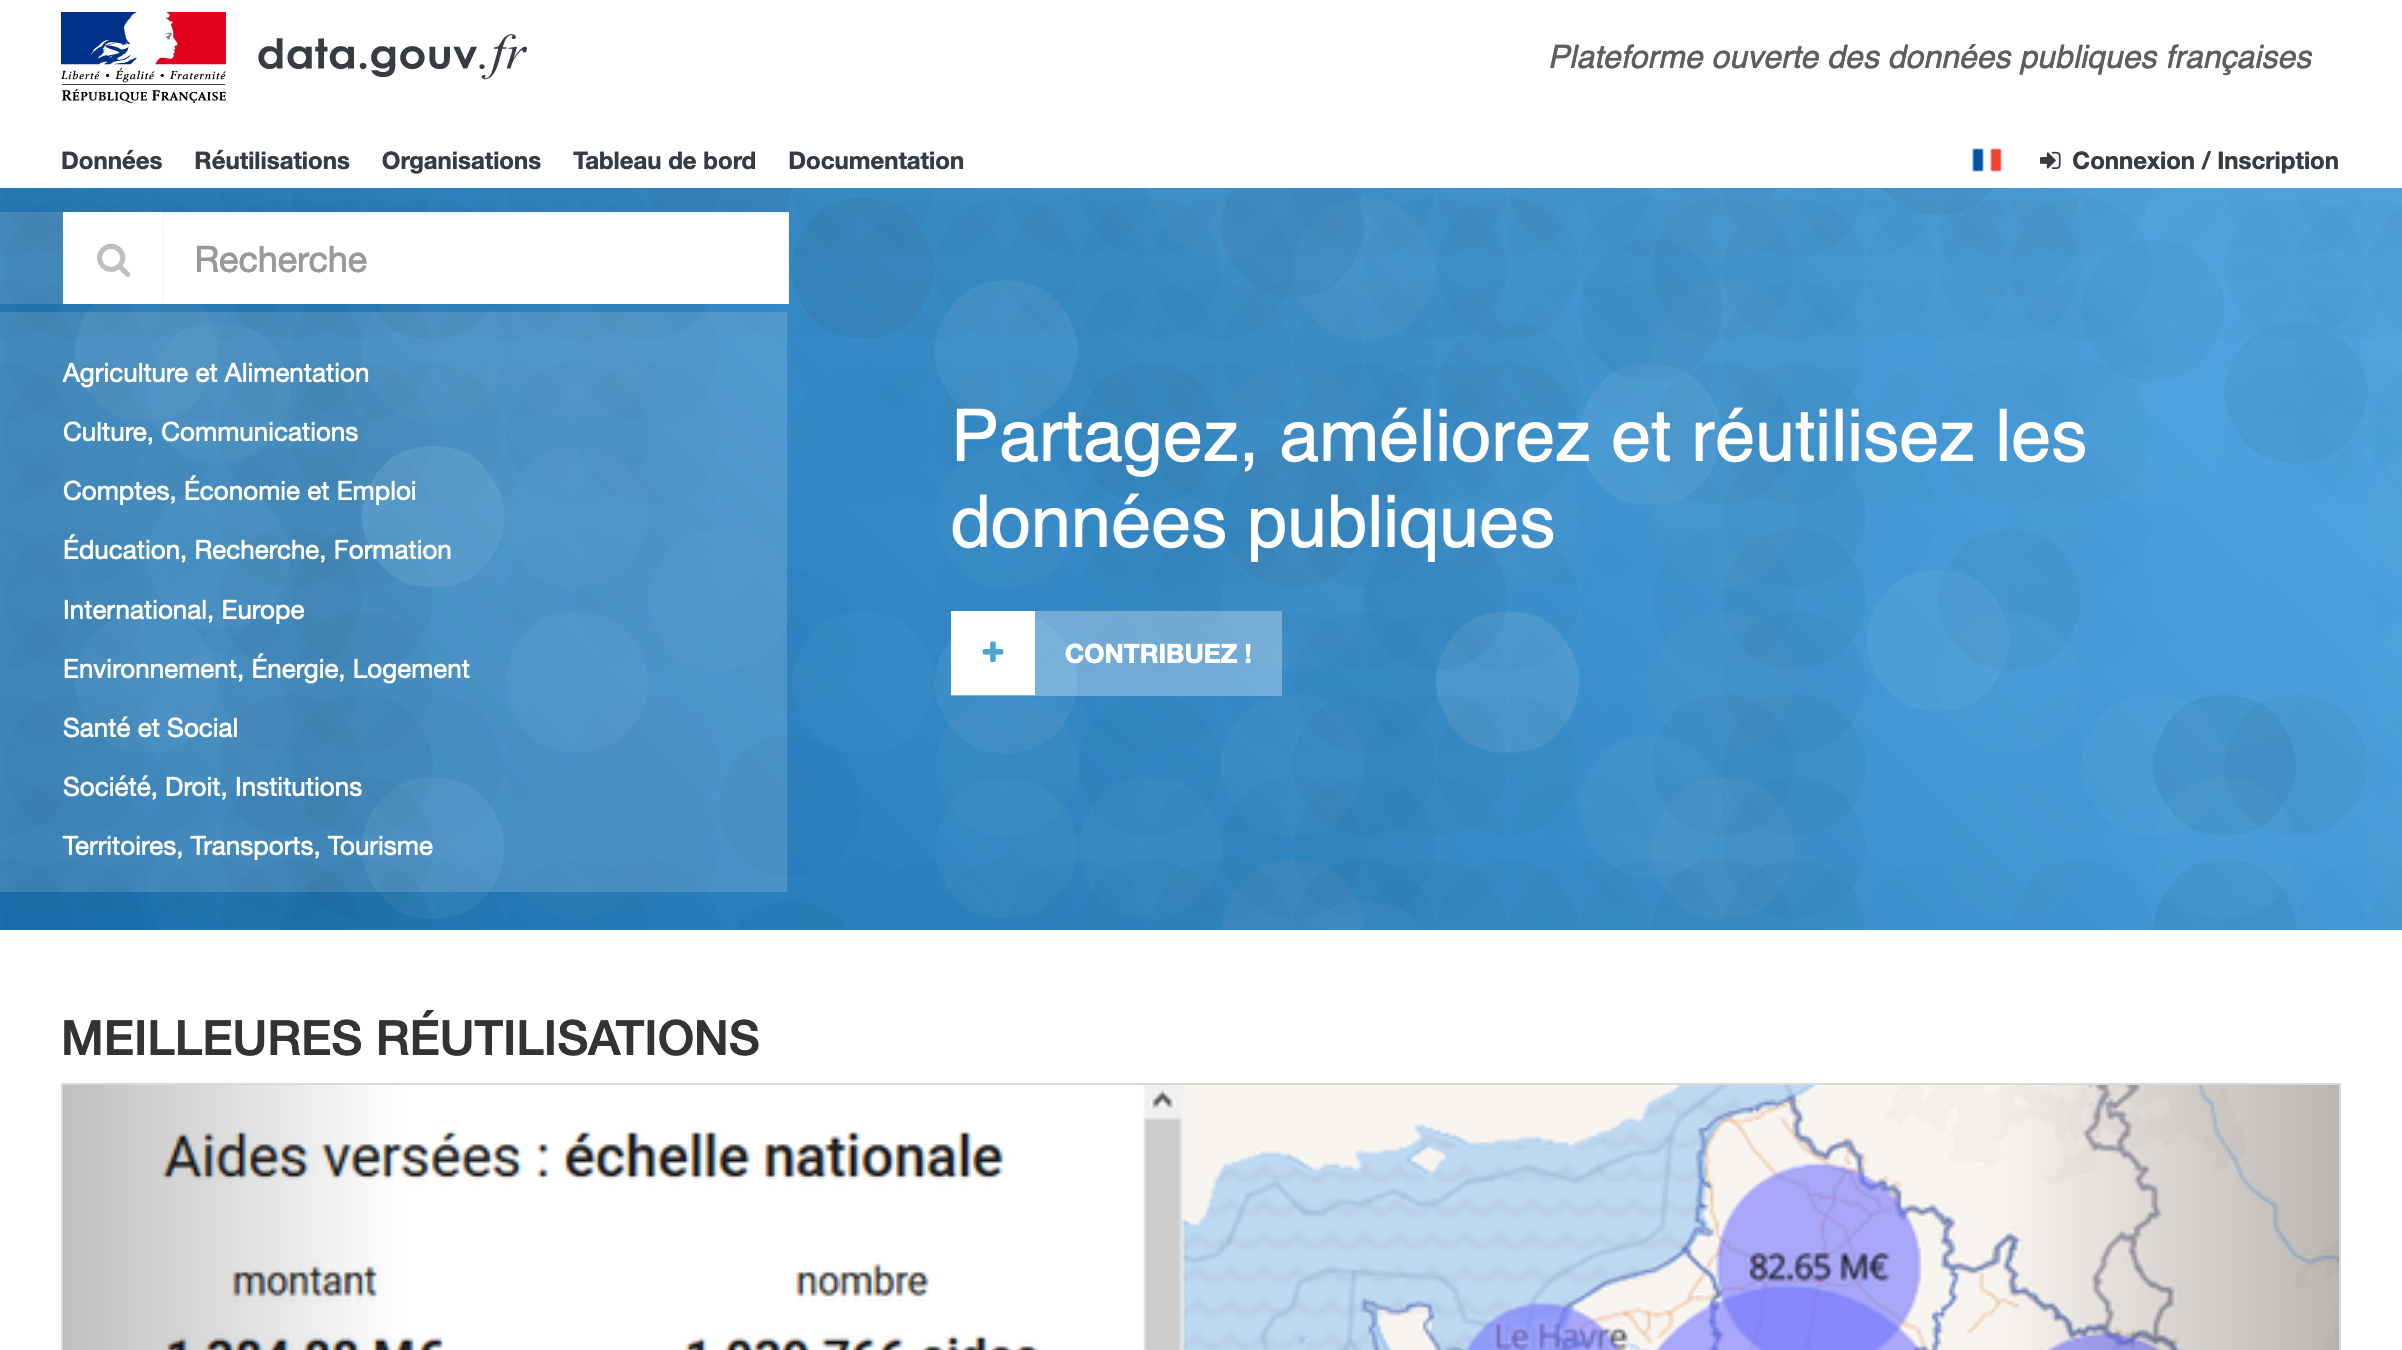 Liberté • Égalité • Fraternité
RÉPUBLIQUE FRANÇAISE
data.gouv.fr
Plateforme ouverte des données publiques françaises
Données Réutilisations Organisations Tableau de bord Documentation
Connexion / Inscription
Recherche
Agriculture et Alimentation
Culture, Communications
Comptes, Économie et Emploi
Éducation, Recherche, Formation
International, Europe
Environnement, Énergie, Logement
Santé et Social
Société, Droit, Institutions
Territoires, Transports, Tourisme
Partagez, améliorez et réutilisez les
données publiques
+ CONTRIBUEZ !
MEILLEURES RÉUTILISATIONS
Aides versées : échelle nationale
montant
nombre
82.65 M€
Le Havre